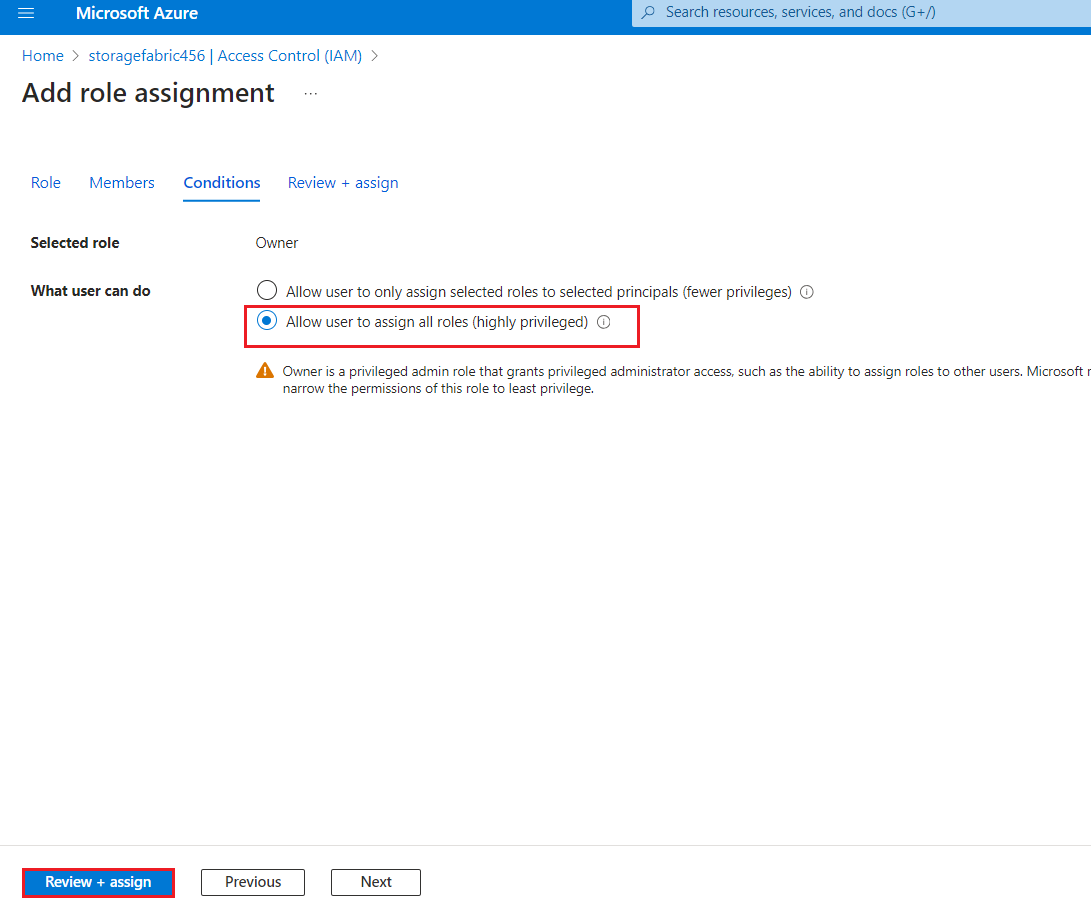 Microsoft Azure
Search resources, services, and docs (G+/)
Home > storagefabric456 | Access Control (IAM) >
Add role assignment ...
Role Members Conditions Review + assign
Selected role Owner
What user can do Allow user to only assign selected roles to selected principals (fewer privileges)
Allow user to assign all roles (highly privileged)
Owner is a privileged admin role that grants privileged administrator access, such as the ability to assign roles to other users. Microsoft
narrow the permissions of this role to least privilege.
Review + assign Previous Next